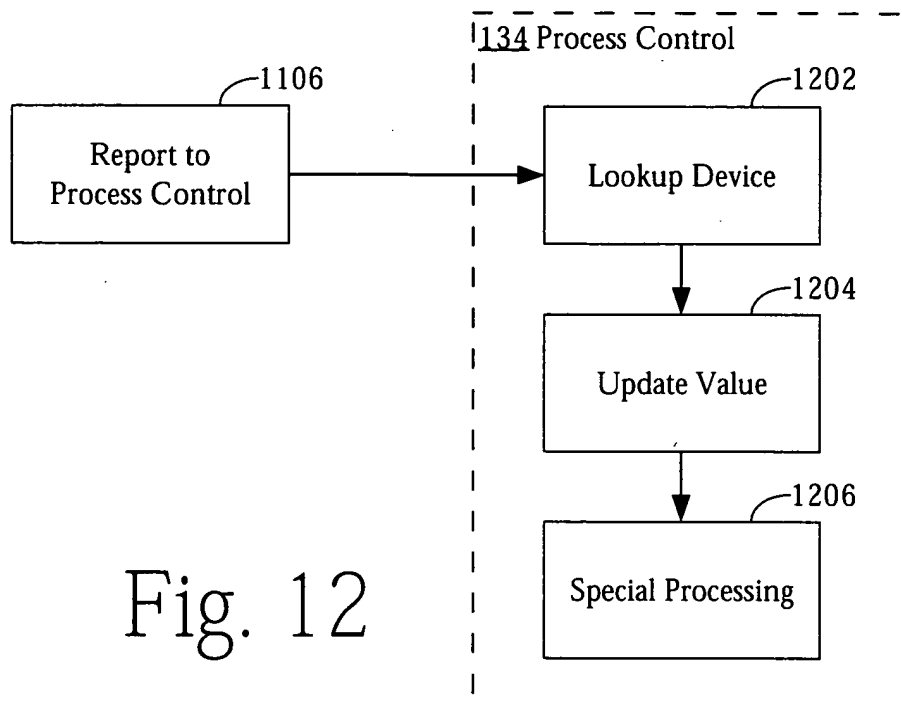 134 Process Control
1106
1202
Report to
Process Control
Lookup Device
1204
Update Value
1206
Special Processing
Fig. 12